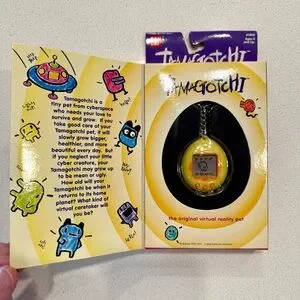 Tamagotchi is a
tiny pet from cyberspace
who needs your love to
survive and grow. If you
take good care of your
Tamagotchi pet, it will
slowly grow bigger,
healthier, and more
beautiful every day. But
if you neglect your little
cyber creature, your
Tamagotchi may grow up
to be mean or ugly.
How old will your
Tamagotchi be when it
returns to its home
planet? What kind of
virtual caretaker will
you be?
TAMAGOTCHI
TAMAGOTCHI
the original virtual reality pet